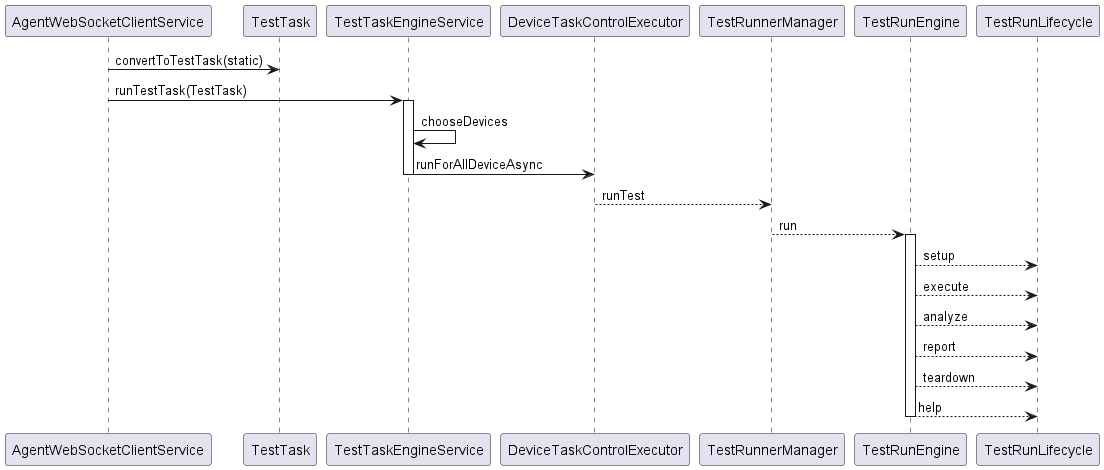 AgentWebSocketClientService TestTask TestTaskEngineService DeviceTaskControlExecutor TestRunnerManager TestRunEngine TestRunLifecycle
convertToTestTask(static)
runTestTask(TestTask)
chooseDevices
runForAllDeviceAsync
runTest
run
setup
execute
analyze
report
teardown
help
AgentWebSocketClientService TestTask TestTaskEngineService DeviceTaskControlExecutor TestRunnerManager TestRunEngine TestRunLifecycle